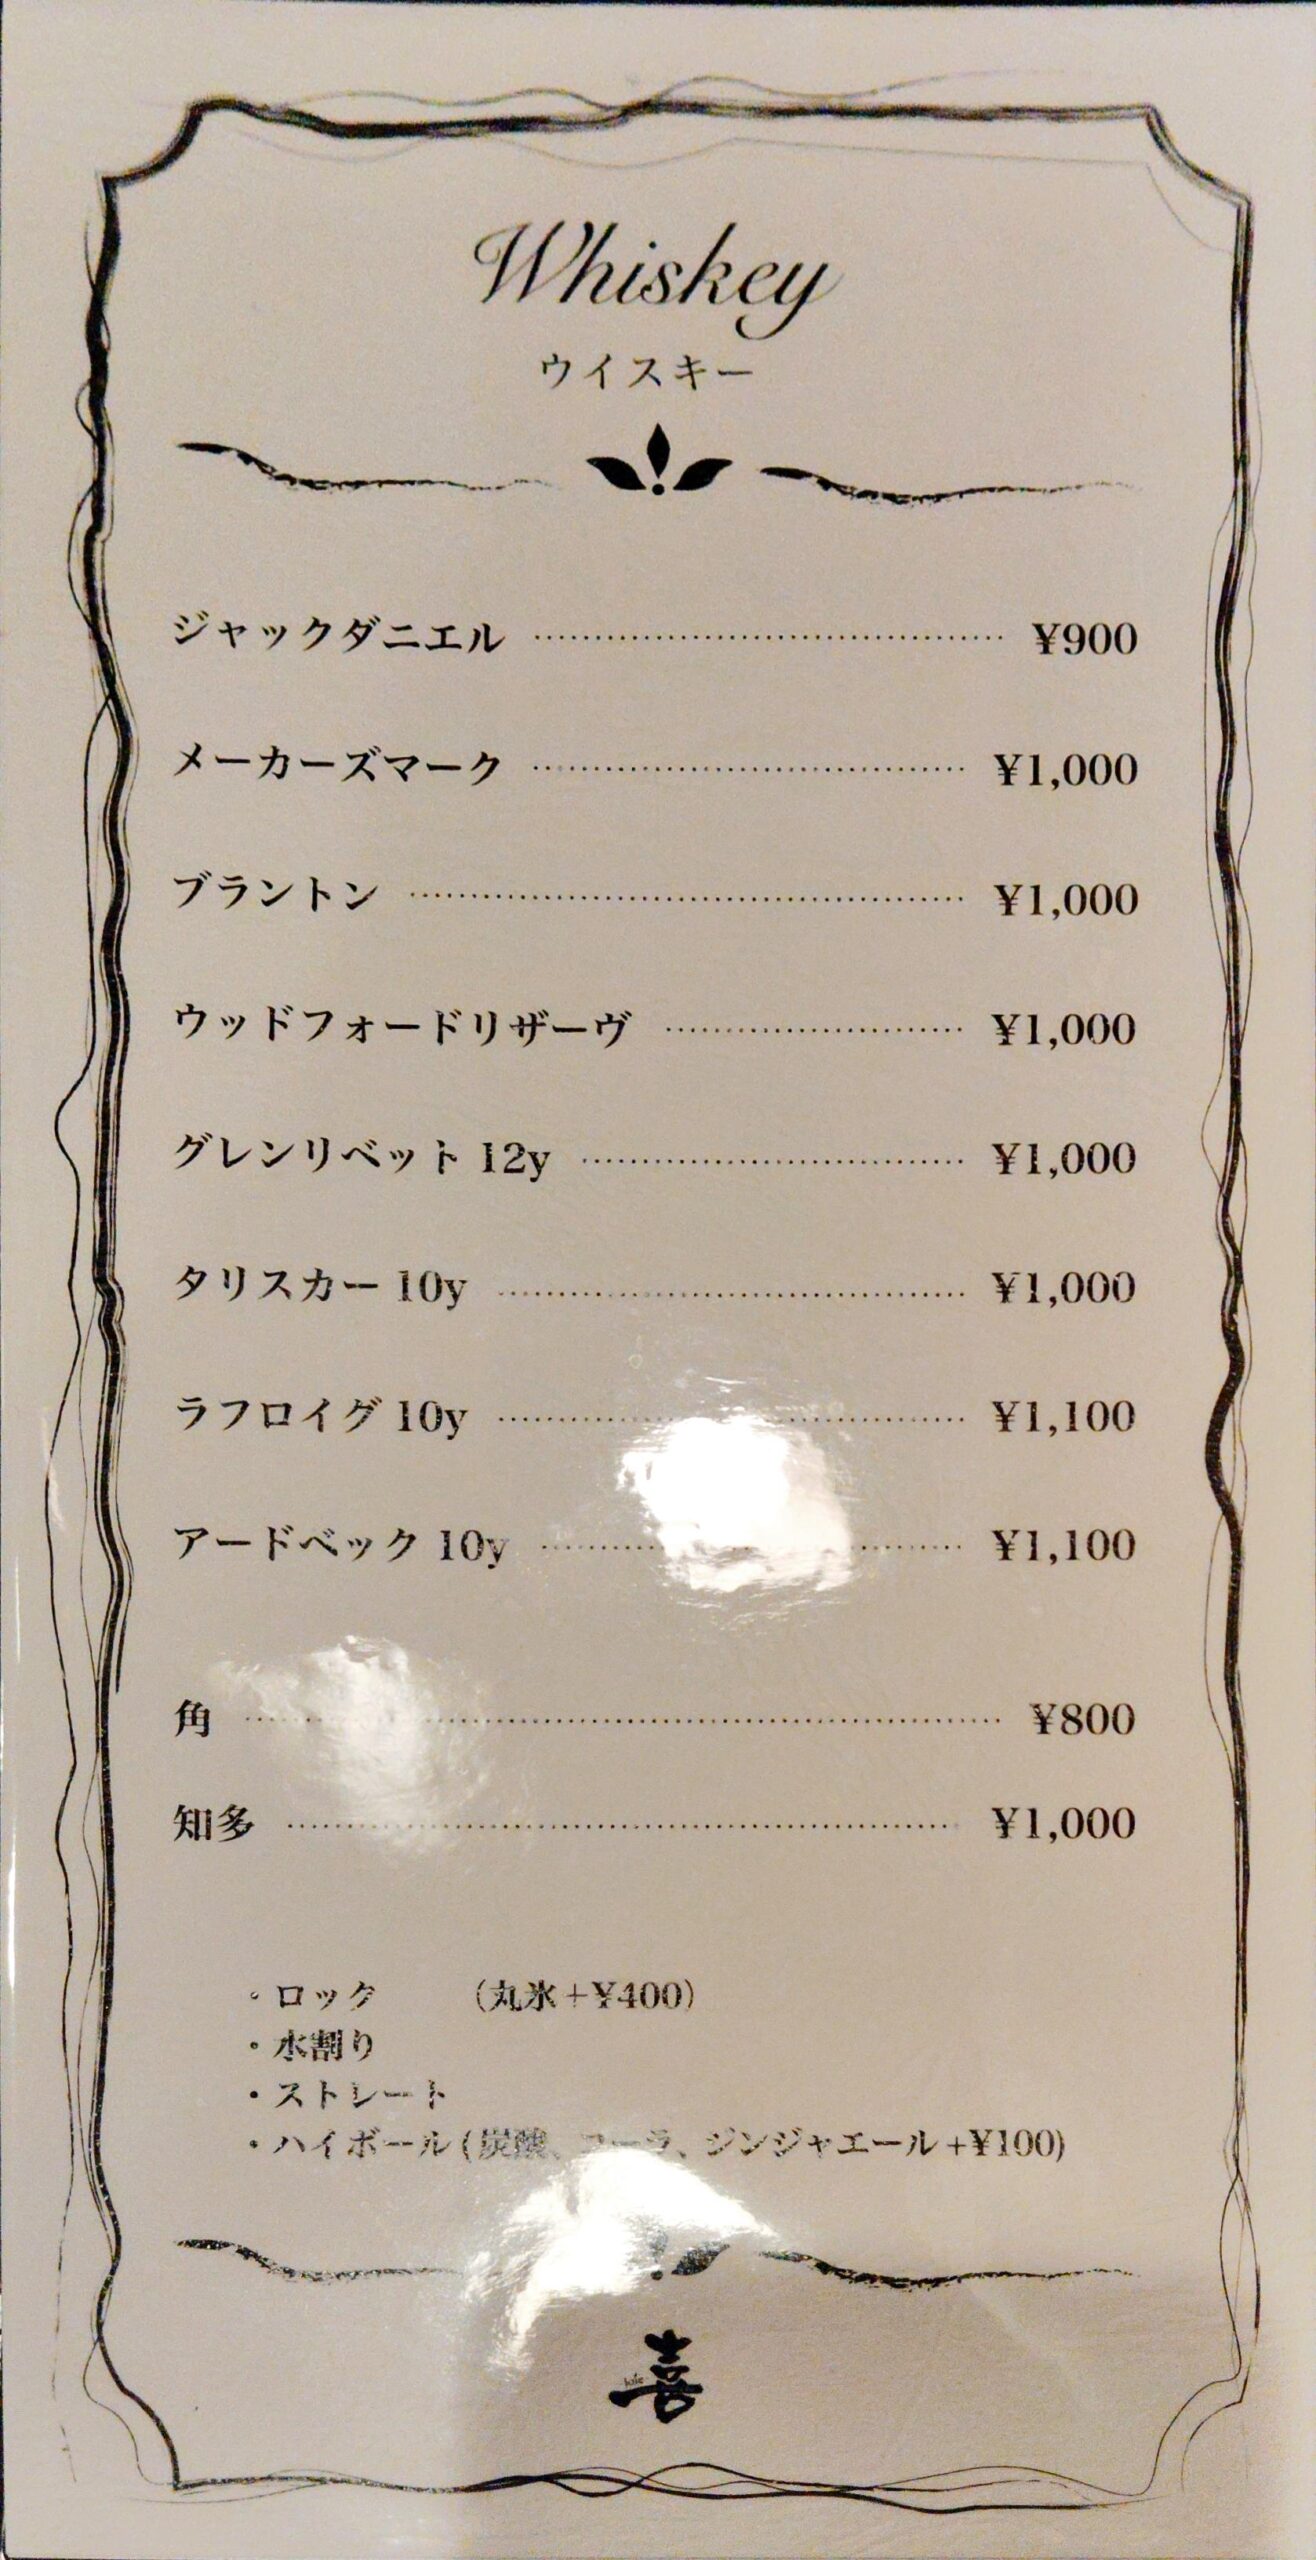 Whiskey
ウイスキー
ジャックダニエル ¥900
メーカーズマーク ¥1,000
ブラントン ¥1,000
ウッドフォードリザーヴ ¥1,000
グレンリベット 12y ¥1,000
タリスカー 10y ¥1,000
ラフロイグ 10y ¥1,100
アードベック 10y ¥1,100
角 ¥800
知多 ¥1,000
・ロック (丸氷+¥400)
・水割り
・ストレート
・ハイボール (炭酸、コーラ、ジンジャエール+¥100)
喜